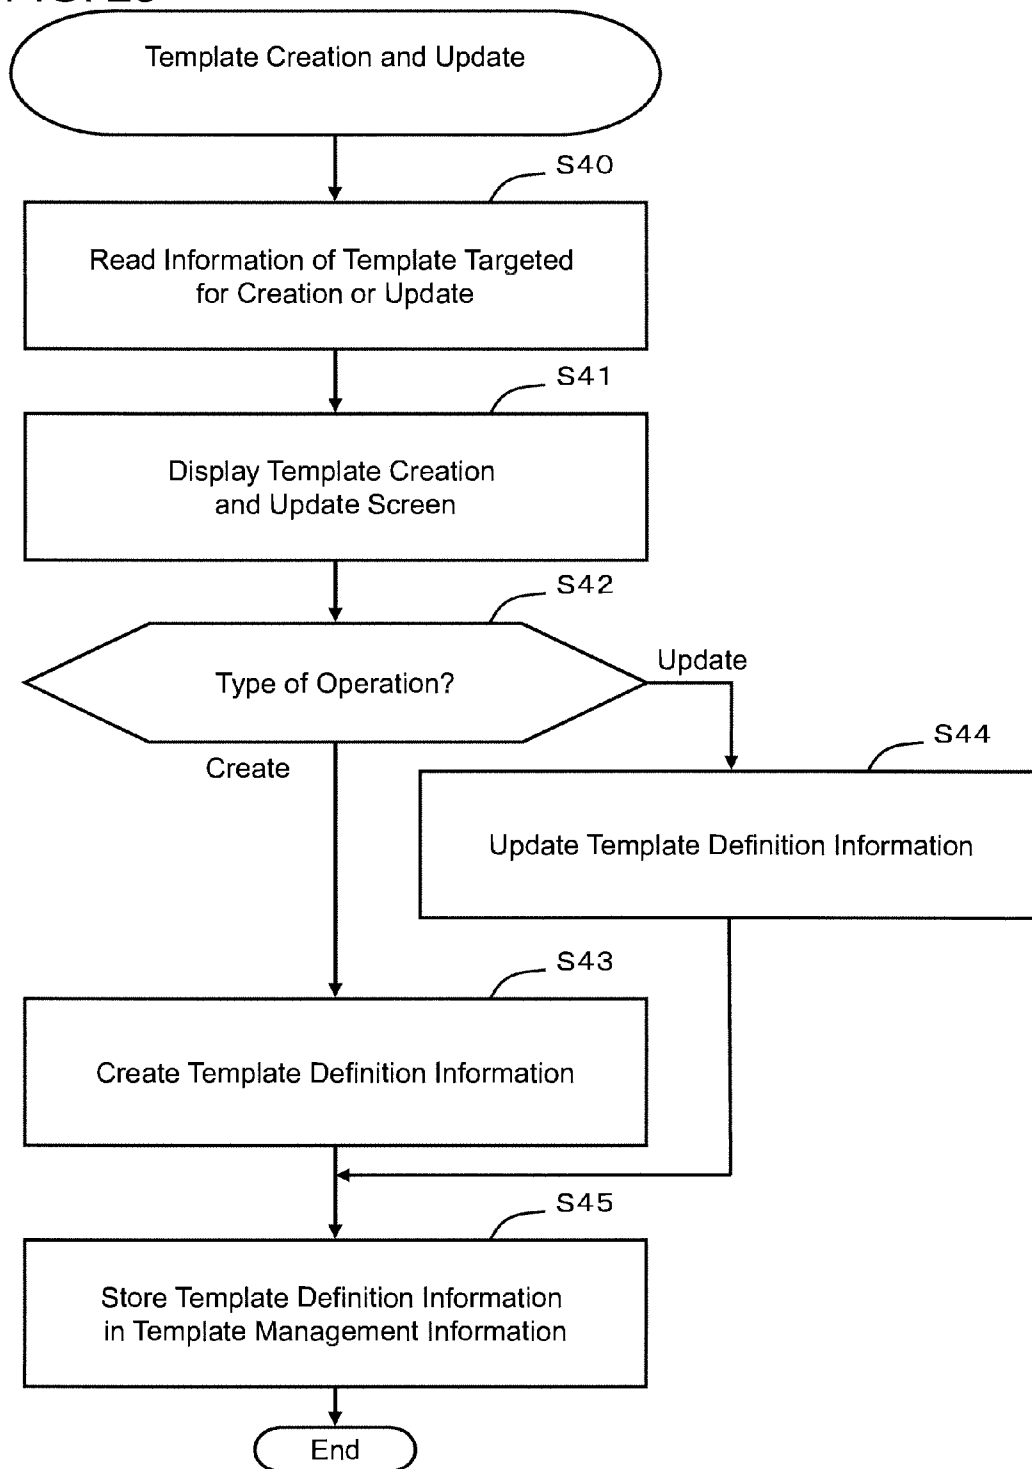 Template Creation and Update
S40
Read Information of Template Targeted
for Creation or Update
S41
Display Template Creation
and Update Screen
S42
Type of Operation?
Update
Create
S44
Update Template Definition Information
S43
Create Template Definition Information
S45
Store Template Definition Information
in Template Management Information
End